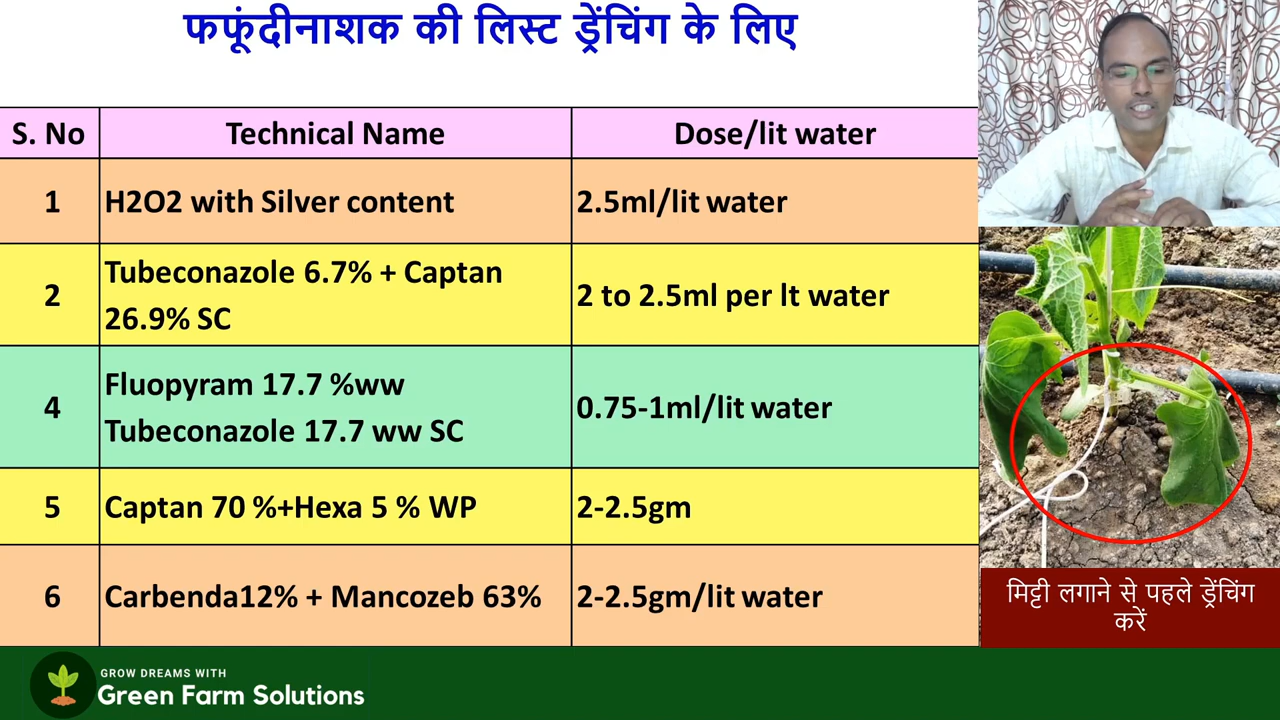 फफूंदीनाशक की लिस्ट ड्रेंचिंग के लिए
S. No Technical Name Dose/lit water
1 H2O2 with Silver content 2.5ml/lit water
2 Tubeconazole 6.7% + Captan 26.9% SC 2 to 2.5ml per lt water
4 Fluopyram 17.7 %ww Tubeconazole 17.7 ww SC 0.75-1ml/lit water
5 Captan 70 %+Hexa 5 % WP 2-2.5gm
6 Carbenda12% + Mancozeb 63% 2-2.5gm/lit water
मिट्टी लगाने से पहले ड्रेंचिंग
करें
GROW DREAMS WITH
Green Farm Solutions